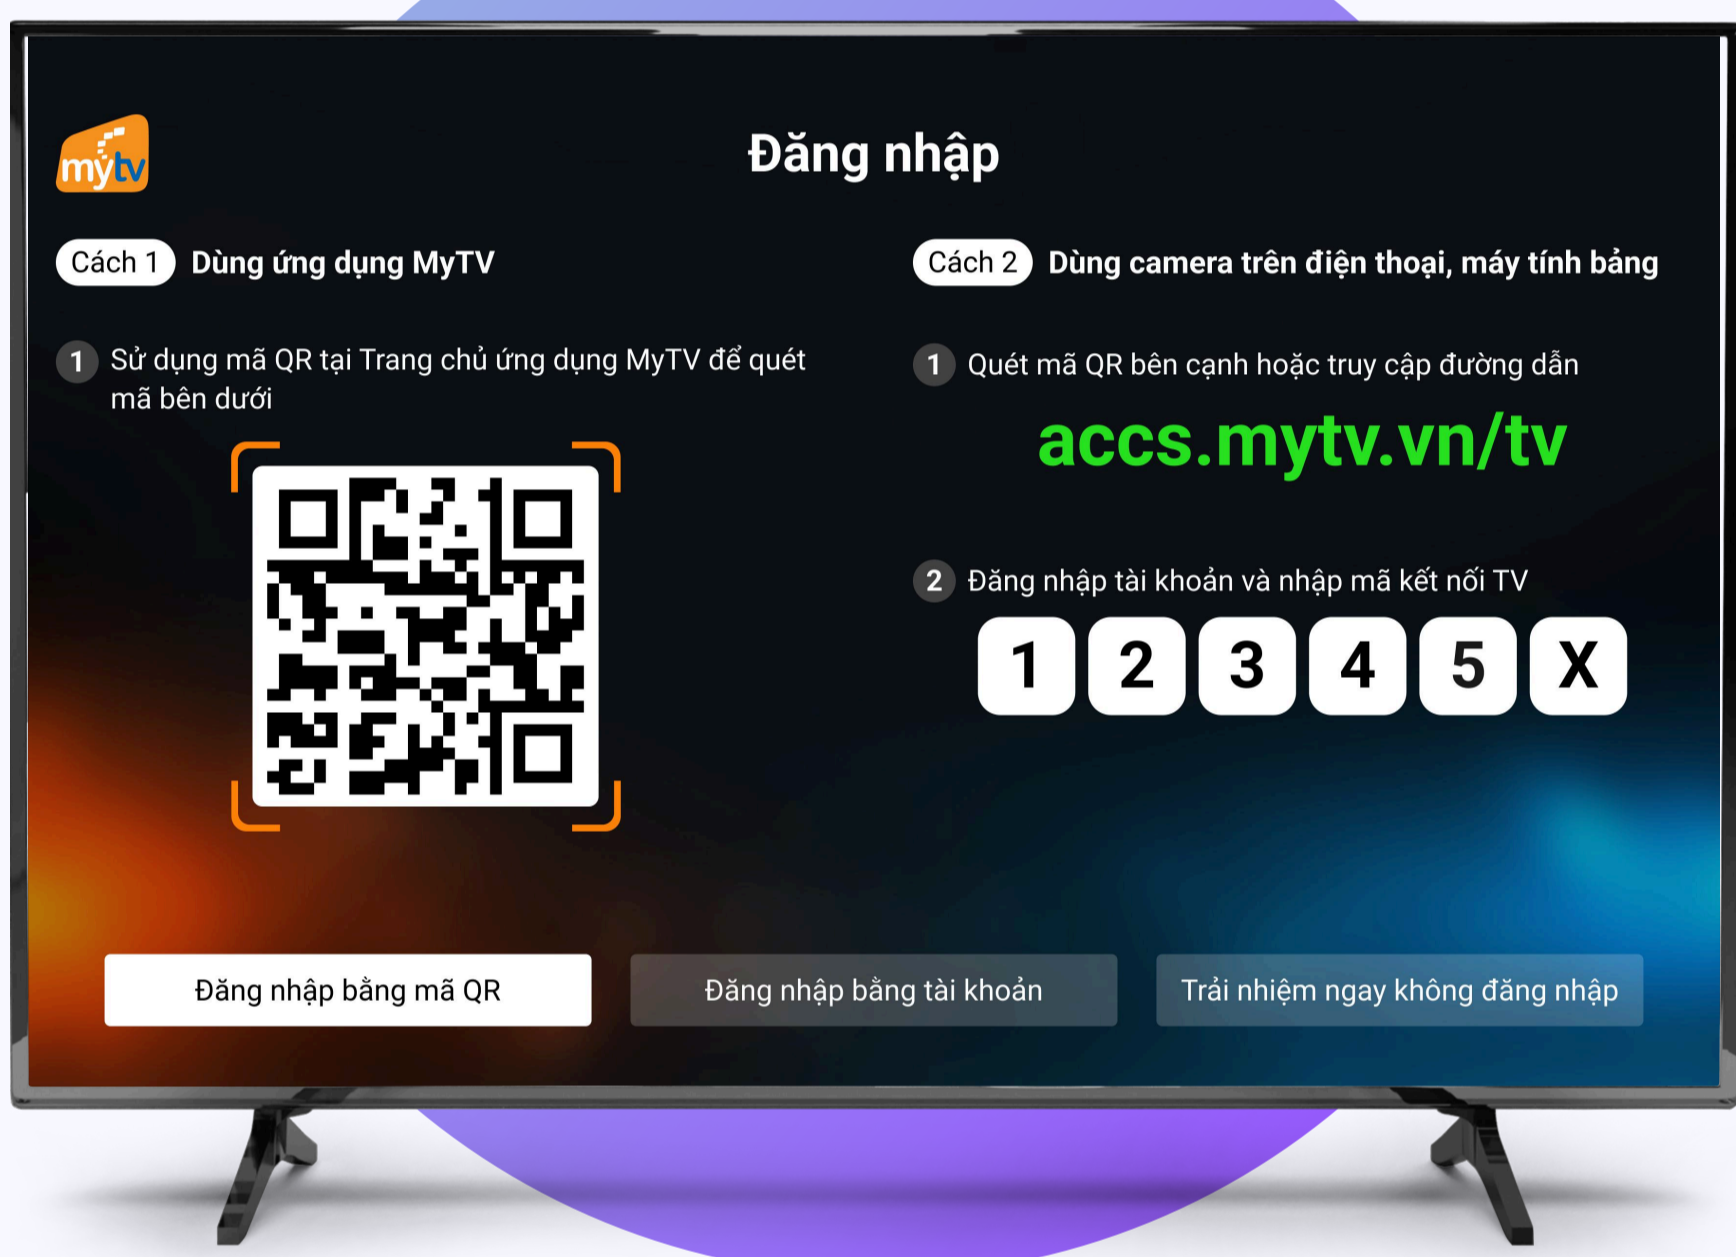 mytv
Đăng nhập
Cách 1 Dùng ứng dụng MyTV
1 Sử dụng mã QR tại Trang chủ ứng dụng MyTV để quét
mã bên dưới
Cách 2 Dùng camera trên điện thoại, máy tính bảng
1 Quét mã QR bên cạnh hoặc truy cập đường dẫn
accs.mytv.vn/tv
2 Đăng nhập tài khoản và nhập mã kết nối TV
1 2 3 4 5 X
Đăng nhập bằng mã QR
Đăng nhập bằng tài khoản
Trải nhiệm ngay không đăng nhập